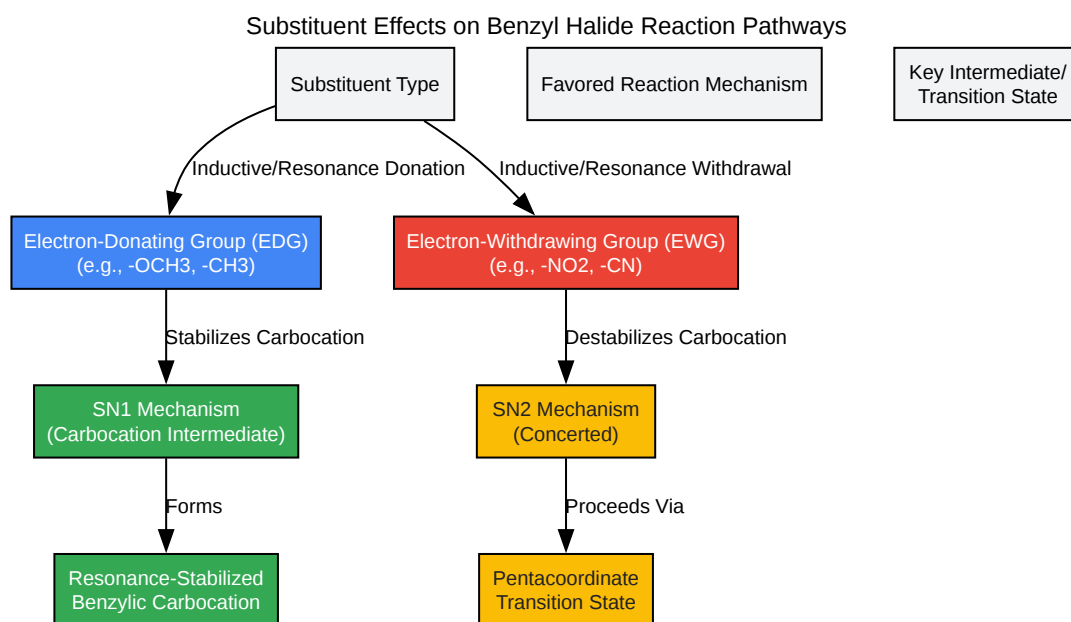 Substituent Effects on Benzyl Halide Reaction Pathways
Substituent Type
Favored Reaction Mechanism
Key Intermediate/
Transition State
Inductive/Resonance Donation
Inductive/Resonance Withdrawal
Electron-Donating Group (EDG)
(e.g., -OCH3, -CH3)
Electron-Withdrawing Group (EWG)
(e.g., -NO2, -CN)
Stabilizes Carbocation
Destabilizes Carbocation
SN1 Mechanism
(Carbocation Intermediate)
SN2 Mechanism
(Concerted)
Forms
Proceeds Via
Resonance-Stabilized
Benzylic Carbocation
Pentacoordinate
Transition State